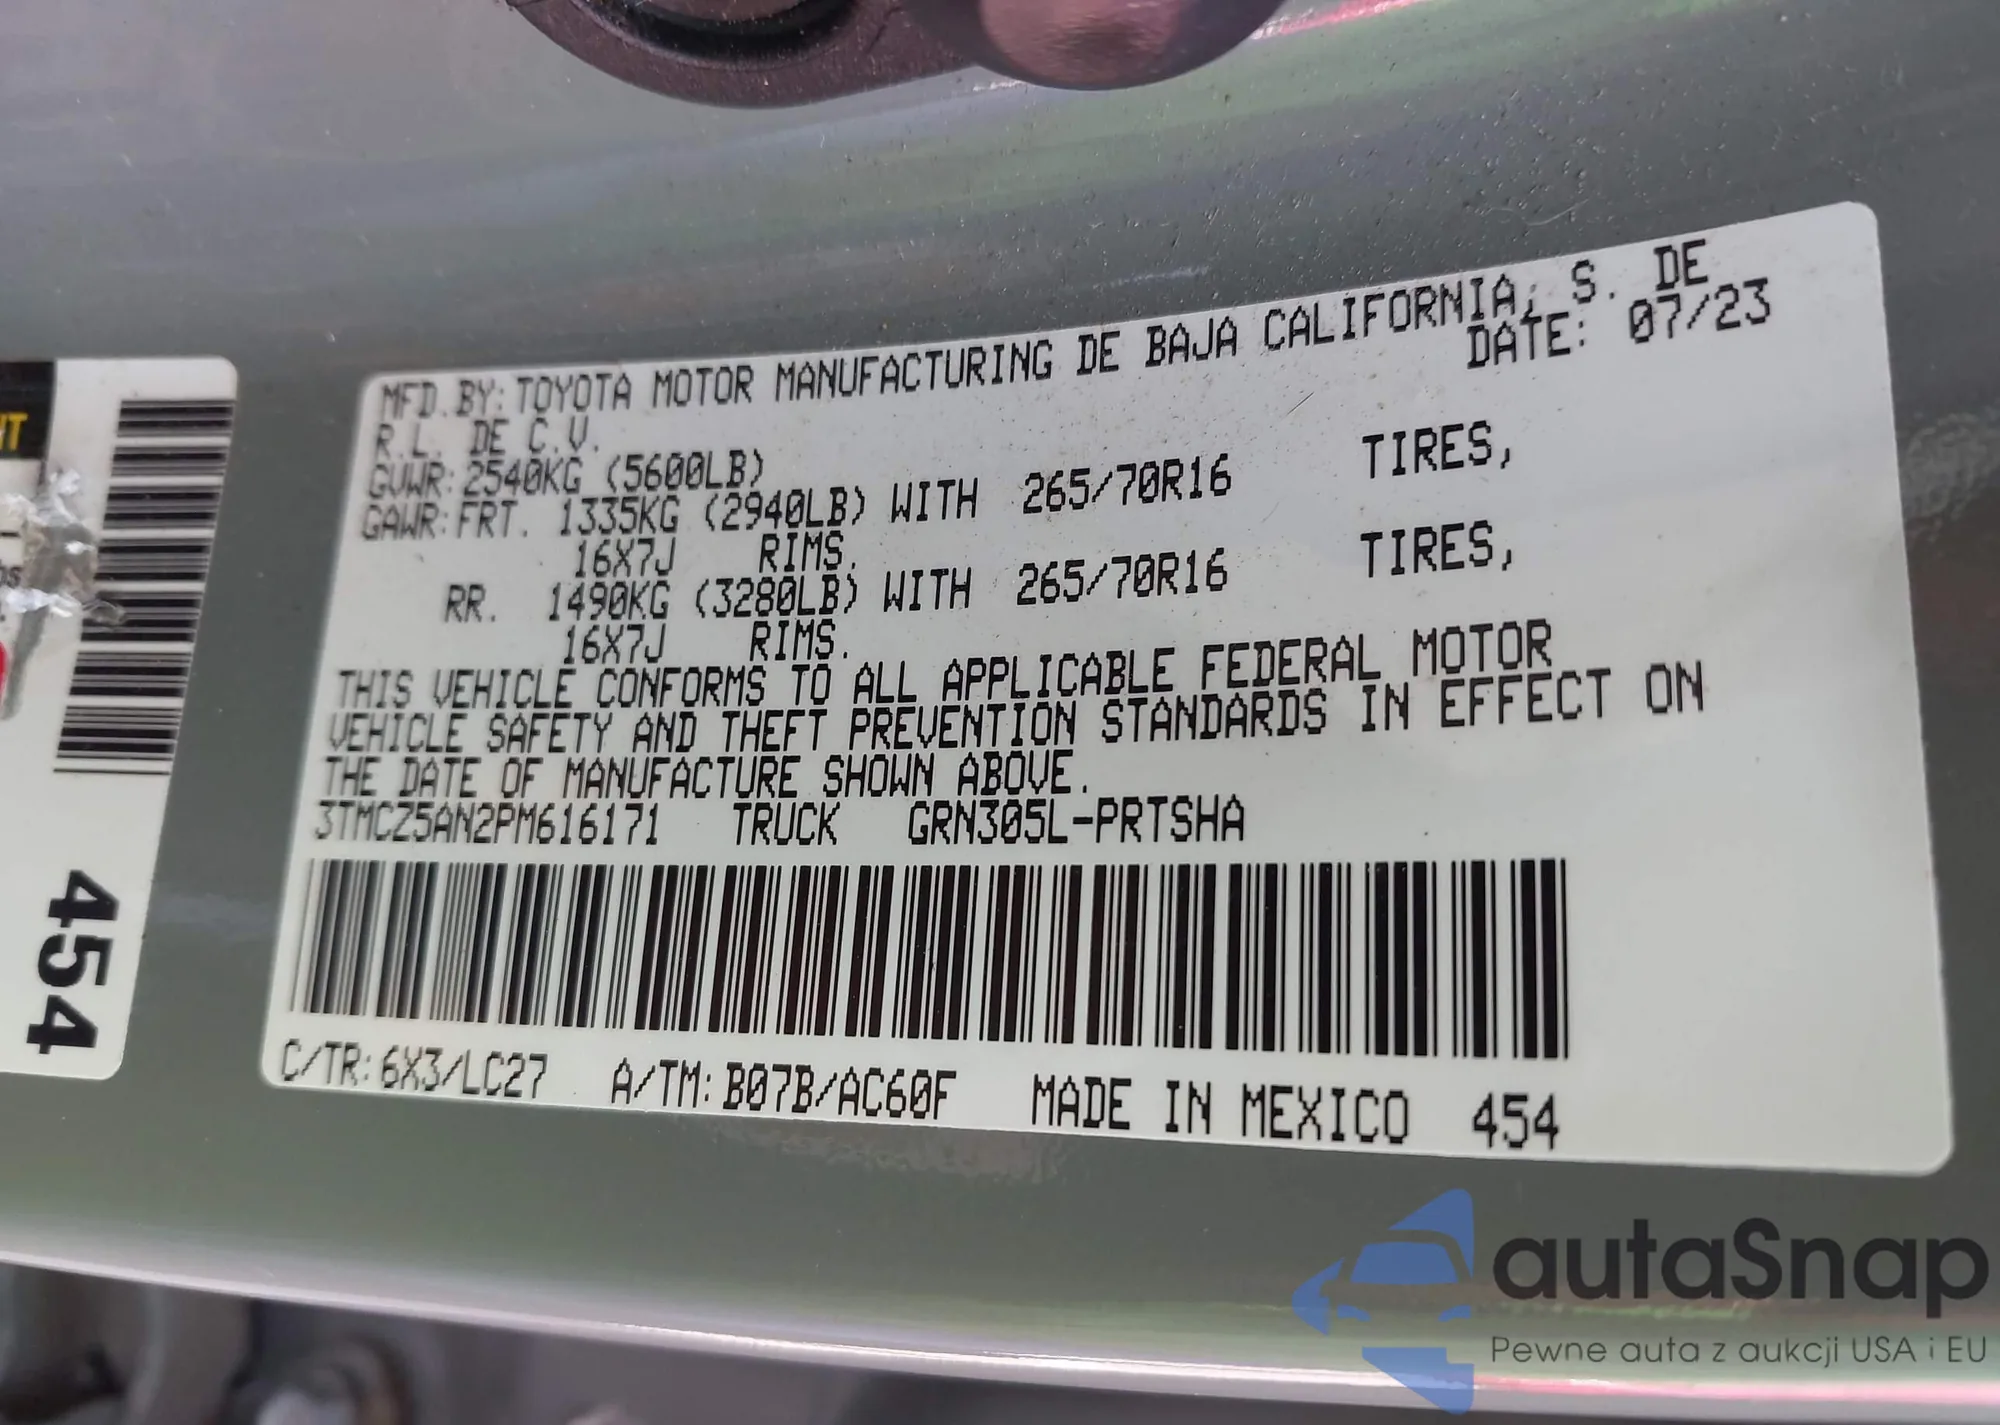 MFD.BY:TOYOTA MOTOR MANUFACTURING DE BAJA CALIFORNIA, S. DE
R.L. DE C.V. DATE: 07/23
GVWR:2540KG (5600LB)
GAWR:FRT. 1335KG (2940LB) WITH 265/70R16 TIRES,
16X7J RIMS.
RR. 1490KG (3280LB) WITH 265/70R16 TIRES,
16X7J RIMS.
THIS VEHICLE CONFORMS TO ALL APPLICABLE FEDERAL MOTOR
VEHICLE SAFETY AND THEFT PREVENTION STANDARDS IN EFFECT ON
THE DATE OF MANUFACTURE SHOWN ABOVE.
3TMCZ5AN2PM616171 TRUCK GRN305L-PRTSHA
C/TR:6X3/LC27 A/TM:B07B/AC60F MADE IN MEXICO 454
454
autaSnap
Pewne auta z aukcji USA i EU